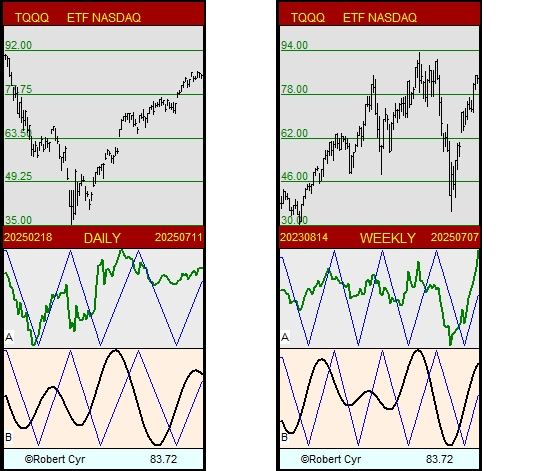 TQQQ ETF NASDAQ
92.00
77.75
63.50
49.25
35.00
20250218 DAILY 20250711
A
B
©Robert Cyr 83.72
TQQQ ETF NASDAQ
94.00
78.00
62.00
46.00
30.00
20230814 WEEKLY 20250707
A
B
©Robert Cyr 83.72